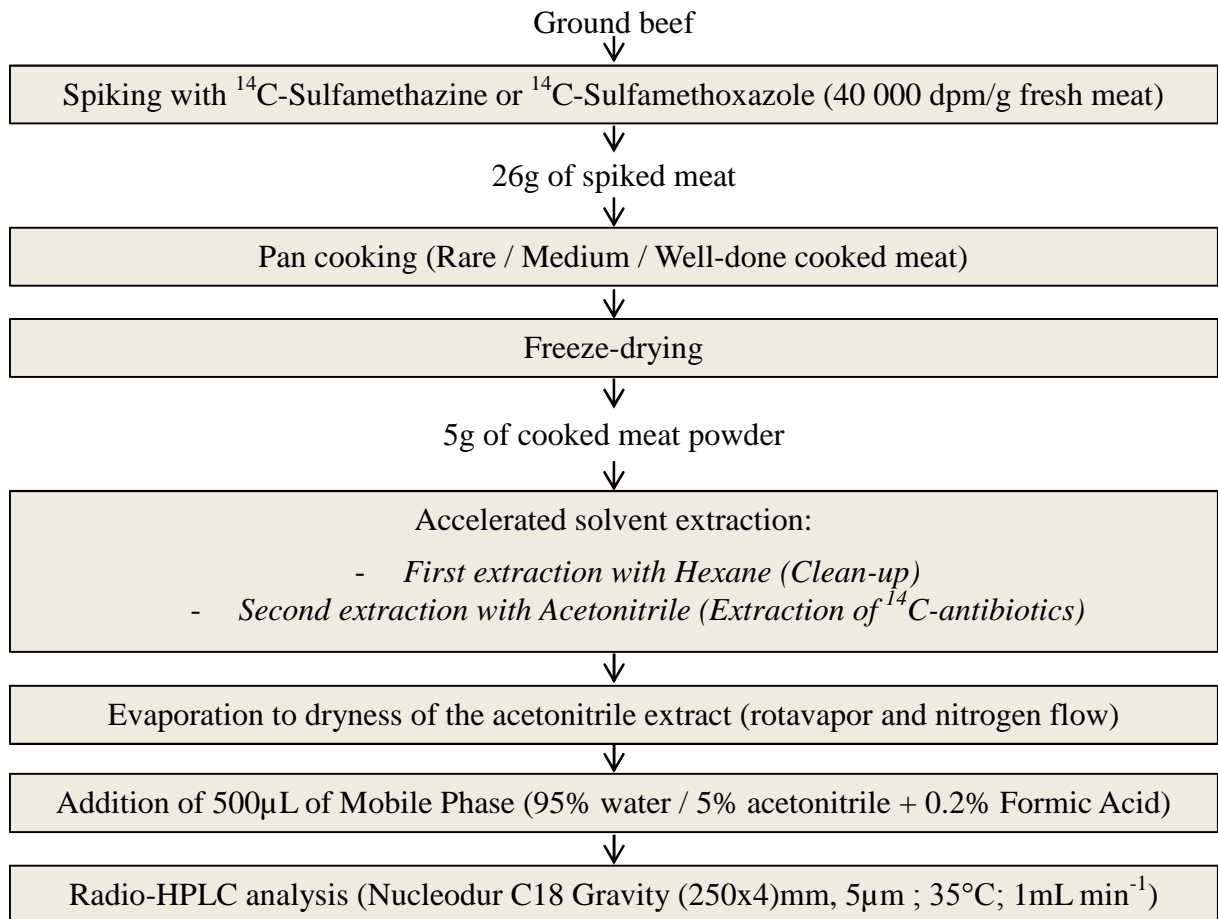 Ground beef
Spiking with ¹⁴C-Sulfamethazine or ¹⁴C-Sulfamethoxazole (40 000 dpm/g fresh meat)
26g of spiked meat
Pan cooking (Rare / Medium / Well-done cooked meat)
Freeze-drying
5g of cooked meat powder
Accelerated solvent extraction:
- First extraction with Hexane (Clean-up)
- Second extraction with Acetonitrile (Extraction of ¹⁴C-antibiotics)
Evaporation to dryness of the acetonitrile extract (rotavapor and nitrogen flow)
Addition of 500µL of Mobile Phase (95% water / 5% acetonitrile + 0.2% Formic Acid)
Radio-HPLC analysis (Nucleodur C18 Gravity (250x4)mm, 5µm ; 35°C; 1mL min⁻¹)